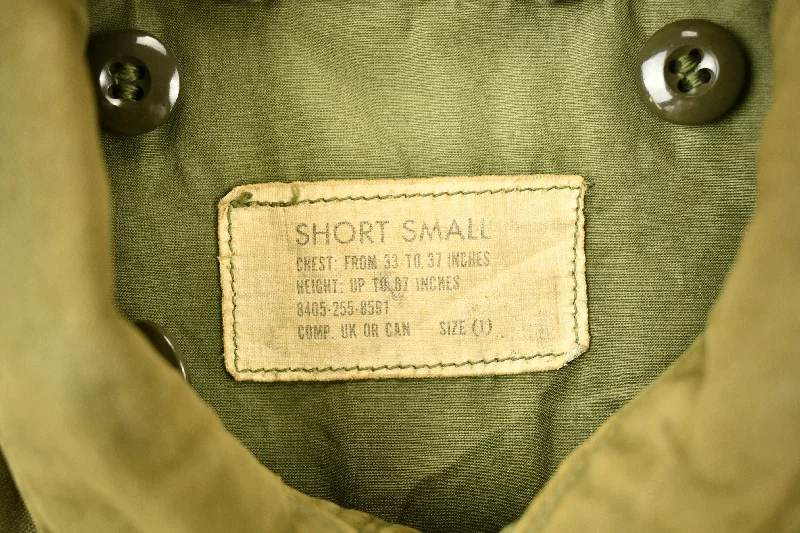 SHORT SMALL
CHEST: FROM 33 TO 37 INCHES
HEIGHT: UP TO 67 INCHES
8405-255-8591
COMP. UK OR CAN SIZE (1)